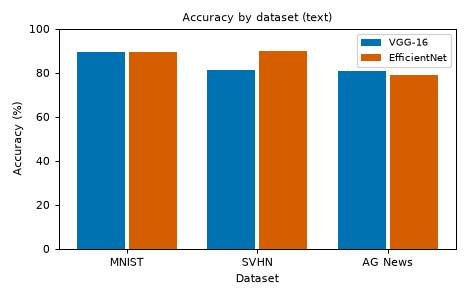 Accuracy by dataset (text)
VGG-16
EfficientNet
Accuracy (%)
100
80
60
40
20
0
MNIST SVHN AG News
Dataset